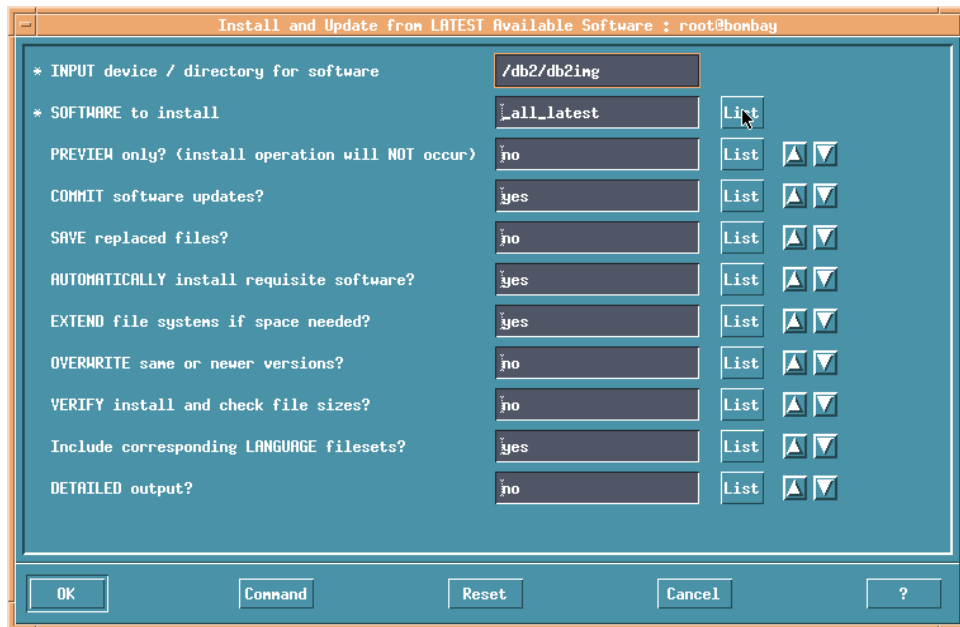 Install and Update from LATEST Available Software : root@bombay
* INPUT device / directory for software /db2/db2img
* SOFTWARE to install _all_latest List
PREVIEW only? (install operation will NOT occur) no List
COMMIT software updates? yes List
SAVE replaced files? no List
AUTOMATICALLY install requisite software? yes List
EXTEND file systems if space needed? yes List
OVERWRITE same or newer versions? no List
VERIFY install and check file sizes? no List
Include corresponding LANGUAGE filesets? yes List
DETAILED output? no List
OK Command Reset Cancel ?